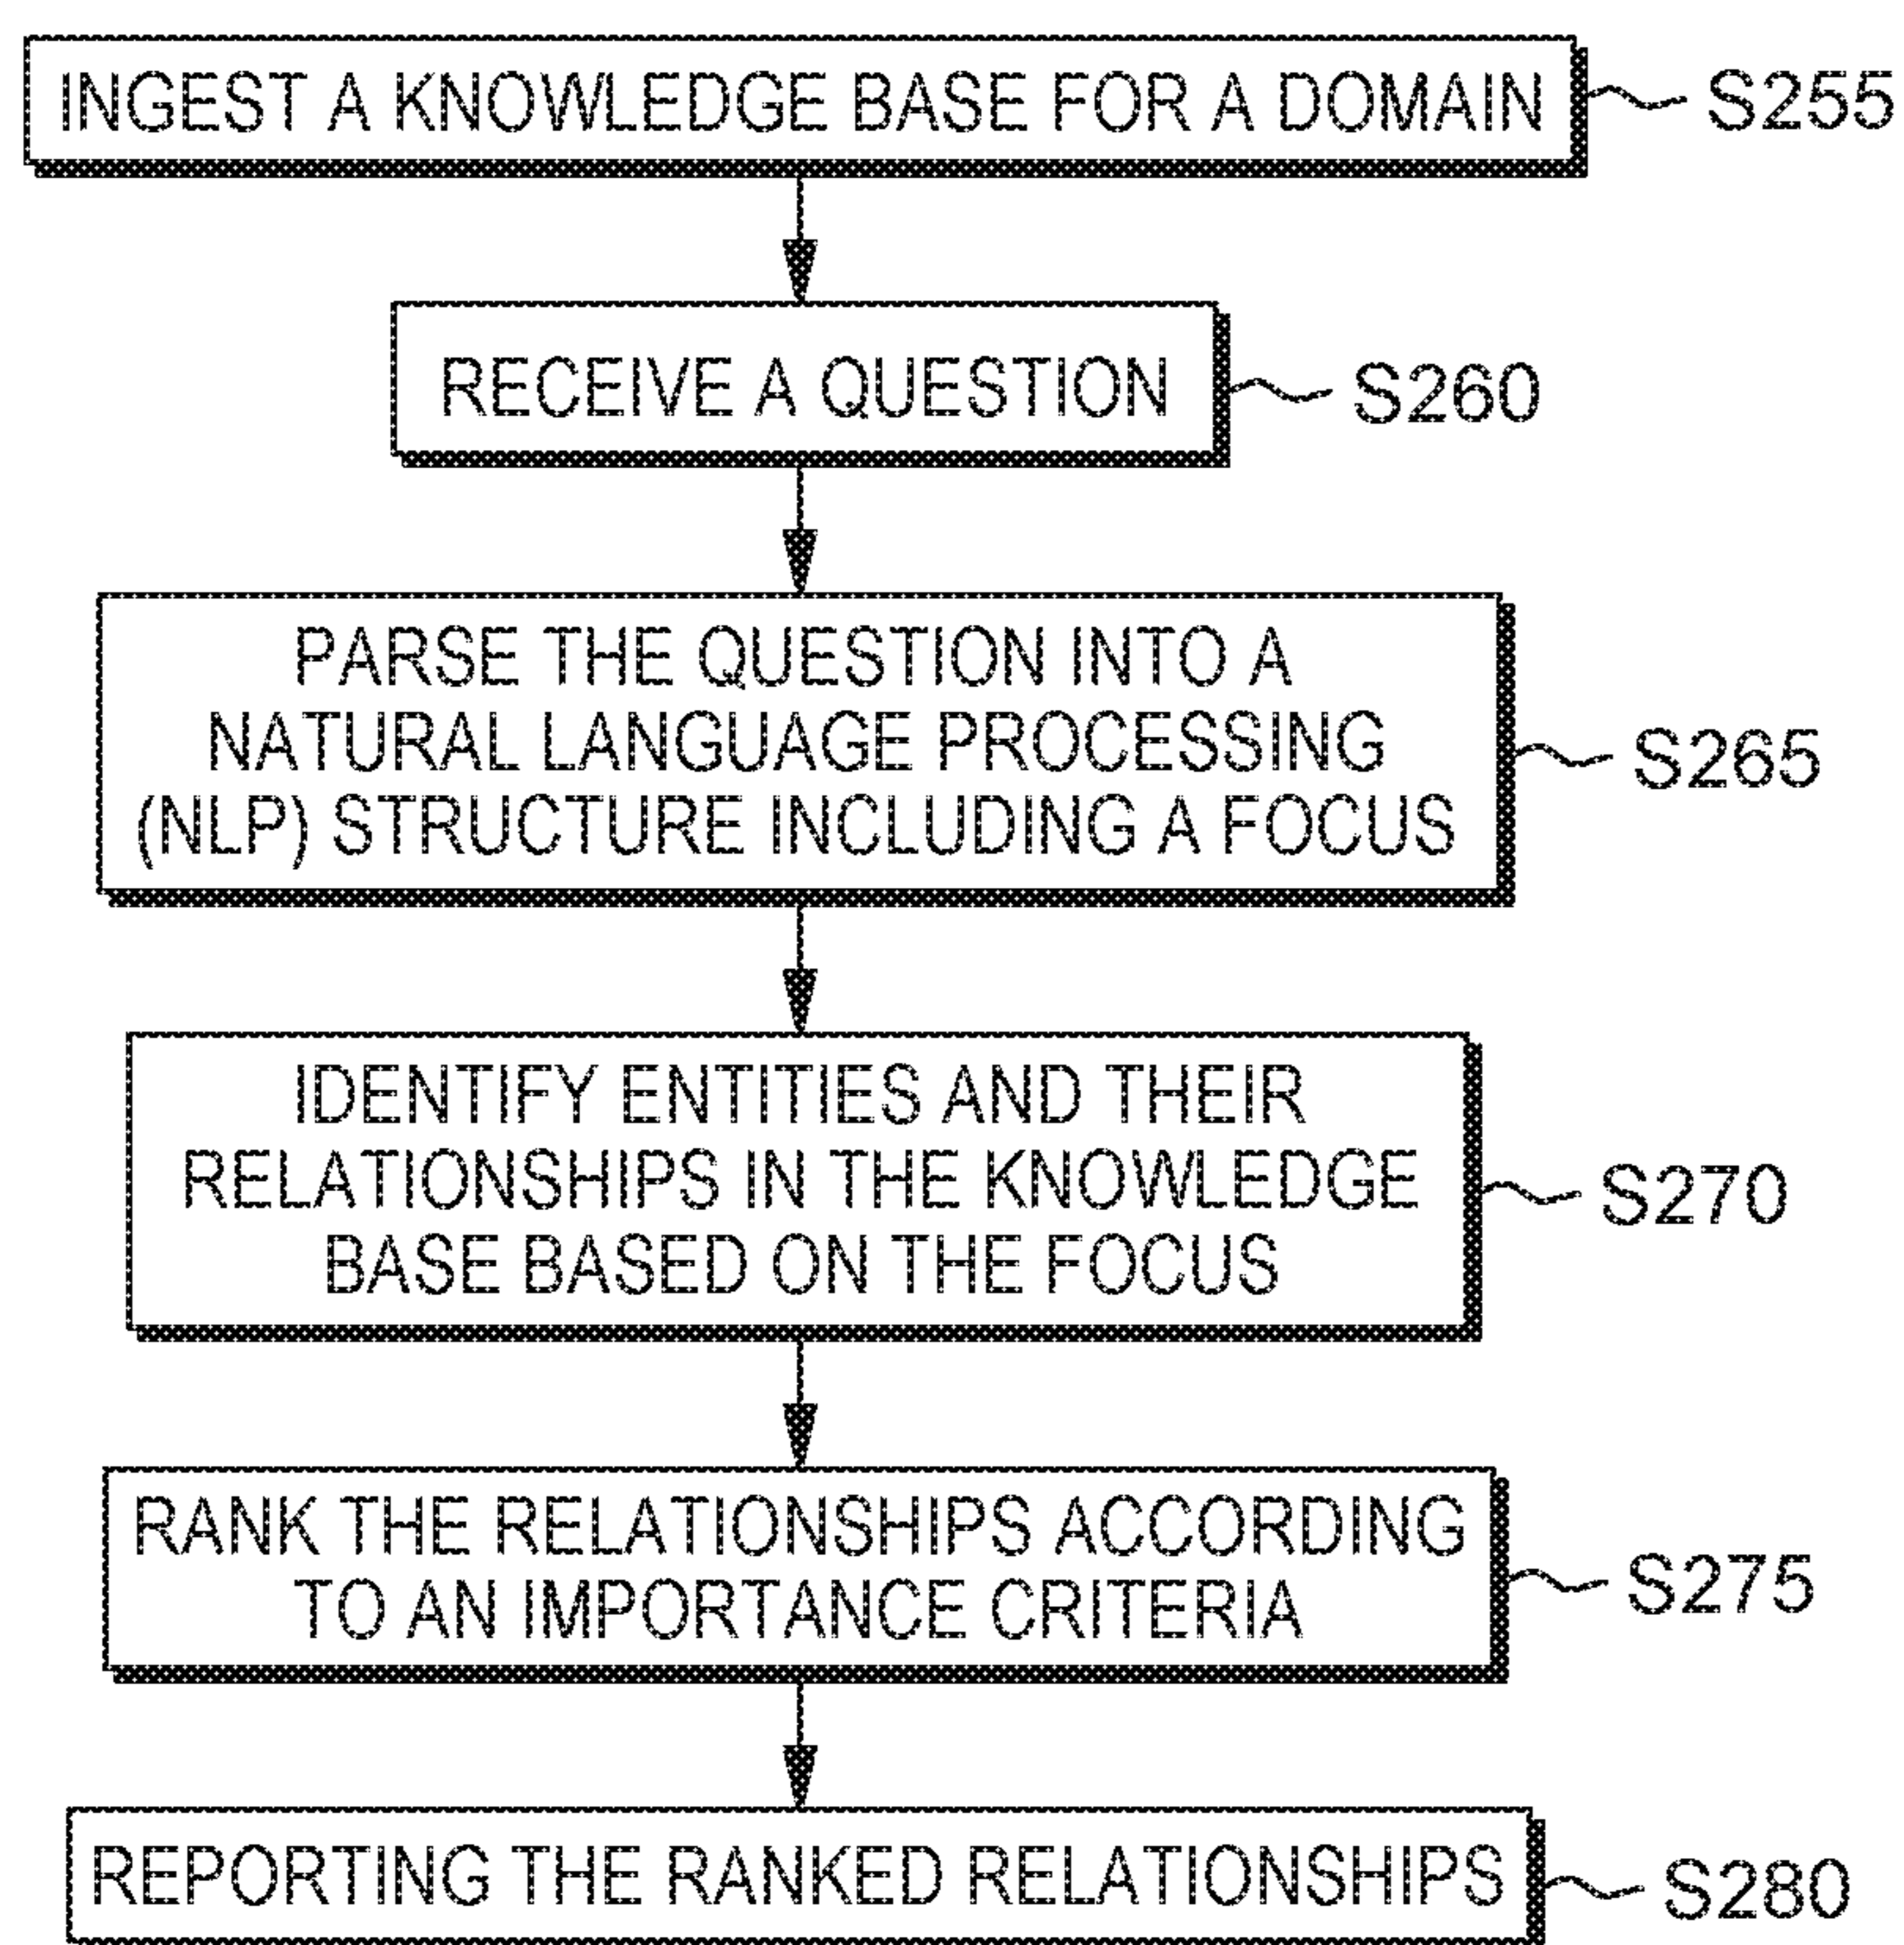 INGEST A KNOWLEDGE BASE FOR A DOMAIN
S255
RECEIVE A QUESTION
S260
PARSE THE QUESTION INTO A
NATURAL LANGUAGE PROCESSING
(NLP) STRUCTURE INCLUDING A FOCUS
S265
IDENTIFY ENTITIES AND THEIR
RELATIONSHIPS IN THE KNOWLEDGE
BASE BASED ON THE FOCUS
S270
RANK THE RELATIONSHIPS ACCORDING
TO AN IMPORTANCE CRITERIA
S275
REPORTING THE RANKED RELATIONSHIPS
S280